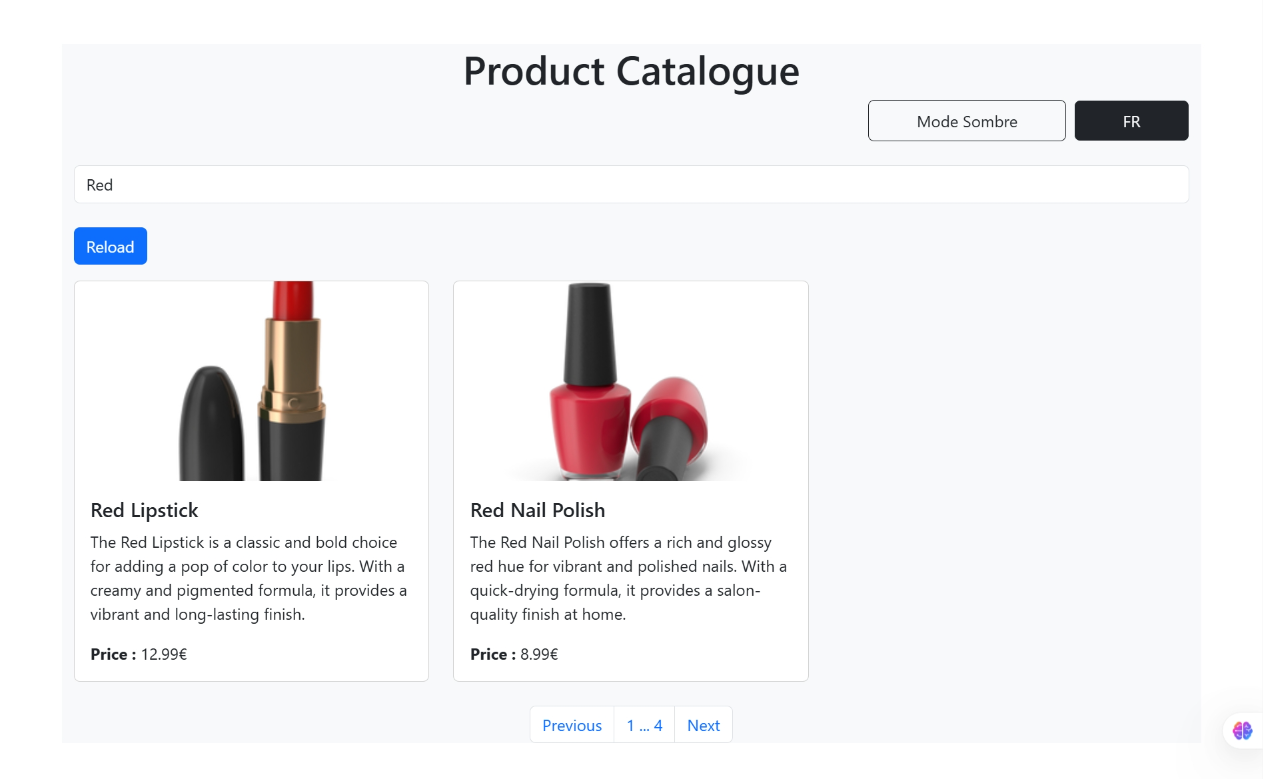 Product Catalogue
Mode Sombre
FR
Red
Reload
Red Lipstick
The Red Lipstick is a classic and bold choice
for adding a pop of color to your lips. With a
creamy and pigmented formula, it provides a
vibrant and long-lasting finish.
Price : 12.99€
Red Nail Polish
The Red Nail Polish offers a rich and glossy
red hue for vibrant and polished nails. With a
quick-drying formula, it provides a salon-
quality finish at home.
Price : 8.99€
Previous 1 ... 4 Next